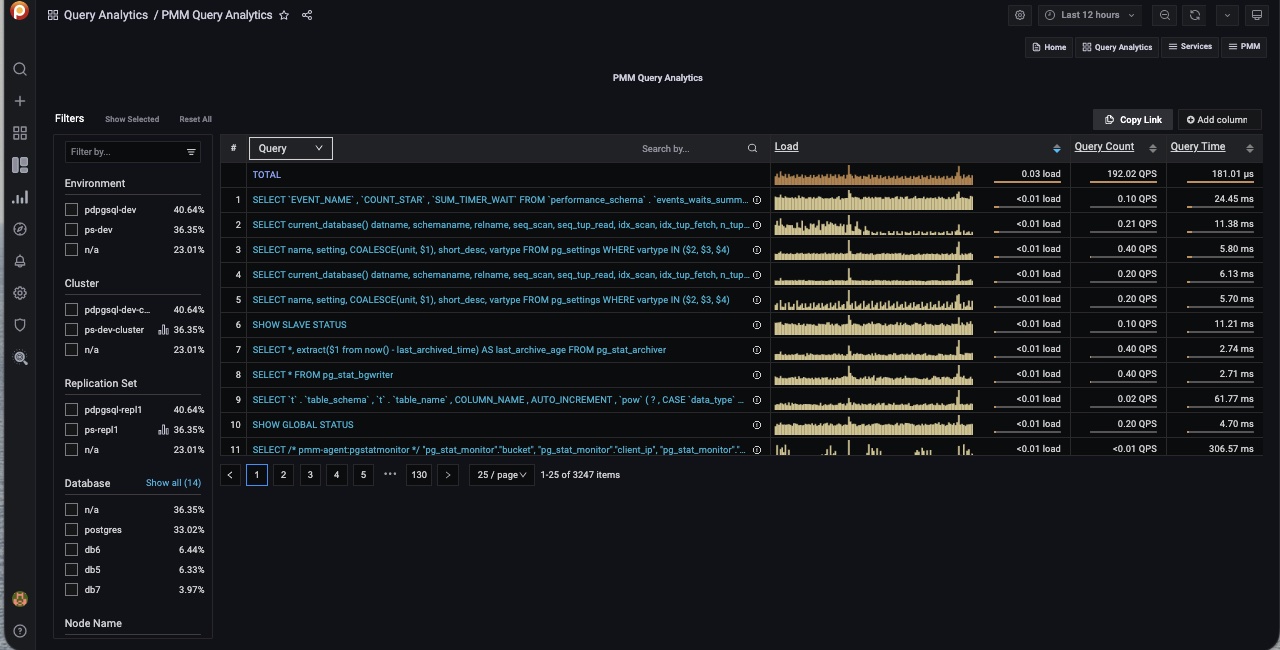 Query Analytics / PMM Query Analytics
Last 12 hours
Home Query Analytics Services PMM
PMM Query Analytics
Filters Show Selected Reset All
Copy Link Add column
Filter by...
Environment
pdpgsql-dev 40.64%
ps-dev 36.35%
n/a 23.01%
Cluster
pdpgsql-dev-c... 40.64%
ps-dev-cluster 36.35%
n/a 23.01%
Replication Set
pdpgsql-repl1 40.64%
ps-repl1 36.35%
n/a 23.01%
Database Show all (14)
n/a 36.35%
postgres 33.02%
db6 6.44%
db5 6.33%
db7 3.97%
Node Name
# Query Search by... Load Query Count Query Time
TOTAL 0.03 load 192.02 QPS 181.01 µs
1 SELECT `EVENT_NAME` , `COUNT_STAR` , `SUM_TIMER_WAIT` FROM `performance_schema` . `events_waits_summ... <0.01 load 0.10 QPS 24.45 ms
2 SELECT current_database() datname, schemaname, relname, seq_scan, seq_tup_read, idx_scan, idx_tup_fetch, n_tup... <0.01 load 0.21 QPS 11.38 ms
3 SELECT name, setting, COALESCE(unit, $1), short_desc, vartype FROM pg_settings WHERE vartype IN ($2, $3, $4) <0.01 load 0.40 QPS 5.80 ms
4 SELECT current_database() datname, schemaname, relname, seq_scan, seq_tup_read, idx_scan, idx_tup_fetch, n_tup... <0.01 load 0.20 QPS 6.13 ms
5 SELECT name, setting, COALESCE(unit, $1), short_desc, vartype FROM pg_settings WHERE vartype IN ($2, $3, $4) <0.01 load 0.20 QPS 5.70 ms
6 SHOW SLAVE STATUS <0.01 load 0.10 QPS 11.21 ms
7 SELECT *, extract($1 from now() - last_archived_time) AS last_archive_age FROM pg_stat_archiver <0.01 load 0.40 QPS 2.74 ms
8 SELECT * FROM pg_stat_bgwriter <0.01 load 0.40 QPS 2.71 ms
9 SELECT `t` . `table_schema` , `t` . `table_name` , COLUMN_NAME , AUTO_INCREMENT , `pow` ( ? , CASE `data_type` ... <0.01 load 0.02 QPS 61.77 ms
10 SHOW GLOBAL STATUS <0.01 load 0.20 QPS 4.70 ms
11 SELECT /* pmm-agent:pgstatmonitor */ "pg_stat_monitor"."bucket", "pg_stat_monitor"."client_ip", "pg_stat_monitor"."... <0.01 load <0.01 QPS 306.57 ms
1 2 3 4 5 ••• 130 25 / page 1-25 of 3247 items